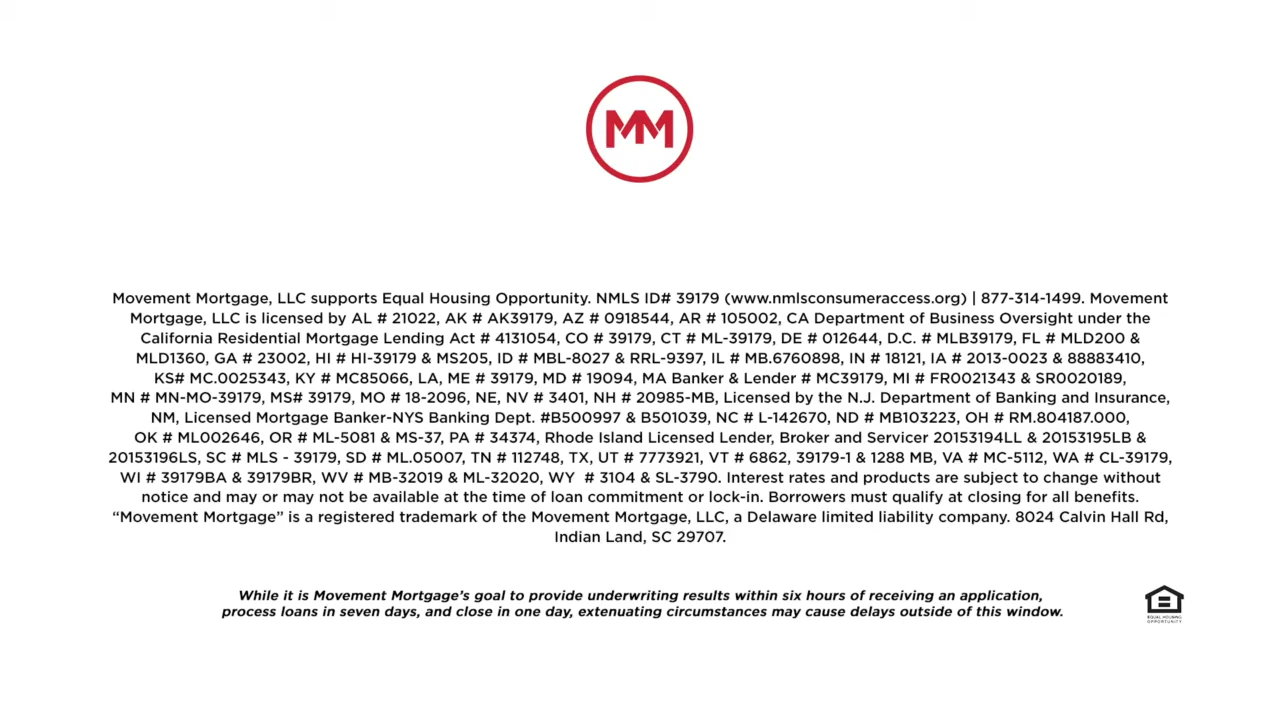 MM
Movement Mortgage, LLC supports Equal Housing Opportunity. NMLS ID# 39179 (www.nmlsconsumeraccess.org) | 877-314-1499. Movement
Mortgage, LLC is licensed by AL # 21022, AK # AK39179, AZ # 0918544, AR # 105002, CA Department of Business Oversight under the
California Residential Mortgage Lending Act # 4131054, CO # 39179, CT # ML-39179, DE # 012644, D.C. # MLB39179, FL # MLD200 &
MLD1360, GA # 23002, HI # HI-39179 & MS205, ID # MBL-8027 & RRL-9397, IL # MB.6760898, IN # 18121, IA # 2013-0023 & 88883410,
KS# MC.0025343, KY # MC85066, LA, ME # 39179, MD # 19094, MA Banker & Lender # MC39179, MI # FR0021343 & SR0020189,
MN # MN-MO-39179, MS# 39179, MO # 18-2096, NE, NV # 3401, NH # 20985-MB, Licensed by the N.J. Department of Banking and Insurance,
NM, Licensed Mortgage Banker-NYS Banking Dept. #B500997 & B501039, NC # L-142670, ND # MB103223, OH # RM.804187.000,
OK # ML002646, OR # ML-5081 & MS-37, PA # 34374, Rhode Island Licensed Lender, Broker and Servicer 20153194LL & 20153195LB &
20153196LS, SC # MLS - 39179, SD # ML.05007, TN # 112748, TX, UT # 7773921, VT # 6862, 39179-1 & 1288 MB, VA # MC-5112, WA # CL-39179,
WI # 39179BA & 39179BR, WV # MB-32019 & ML-32020, WY # 3104 & SL-3790. Interest rates and products are subject to change without
notice and may or may not be available at the time of loan commitment or lock-in. Borrowers must qualify at closing for all benefits.
“Movement Mortgage” is a registered trademark of the Movement Mortgage, LLC, a Delaware limited liability company. 8024 Calvin Hall Rd,
Indian Land, SC 29707.
While it is Movement Mortgage’s goal to provide underwriting results within six hours of receiving an application,
process loans in seven days, and close in one day, extenuating circumstances may cause delays outside of this window.
EQUAL HOUSING
OPPORTUNITY